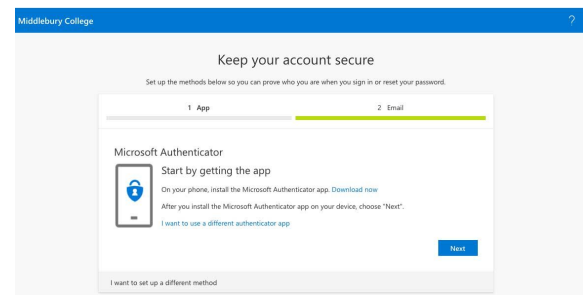 Middlebury College
?
Keep your account secure
Set up the methods below so you can prove who you are when you sign in or reset your password.
1 App
2 Email
Microsoft Authenticator
Start by getting the app
On your phone, install the Microsoft Authenticator app. Download now
After you install the Microsoft Authenticator app on your device, choose "Next".
I want to use a different authenticator app
Next
I want to set up a different method